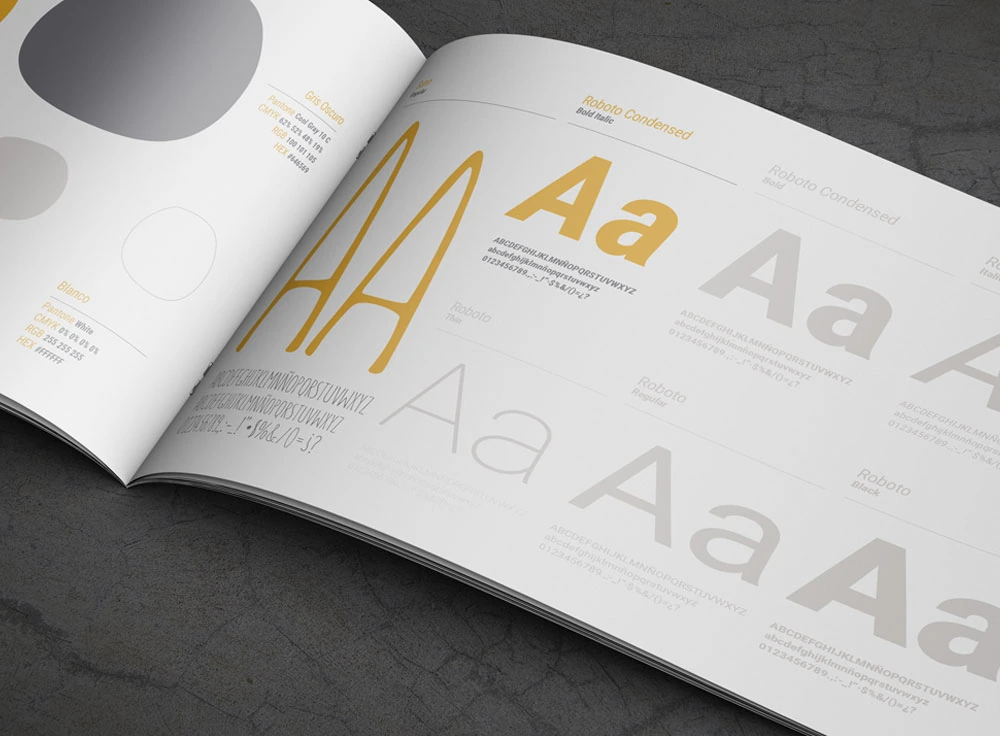 Gris Oscuro
Pantone Cool Gray 10 C
CMYK 62% 52% 48% 19%
RGB 100 101 105
HEX #646569
Blanco
Pantone White
CMYK 0% 0% 0% 0%
RGB 255 255 255
HEX #FFFFFF
AA
ABCDEFGHIJKLMNÑOPQRSTUVWXYZ
ABCDEFGHIJKLMNÑOPQRSTUVWXYZ
Roboto Condensed
Bold Italic
Aa
ABCDEFGHIJKLMNÑOPQRSTUVWXYZ
abcdefghijklmnñopqrstuvwxyz
0123456789.,:-_!"·$%&/()=¿?
Roboto Condensed
Bold
Aa
ABCDEFGHIJKLMNÑOPQRSTUVWXYZ
abcdefghijklmnñopqrstuvwxyz
0123456789.,:-_!"·$%&/()=¿?
Roboto
Thin
Aa
Roboto
Regular
Aa
ABCDEFGHIJKLMNÑOPQRSTUVWXYZ
abcdefghijklmnñopqrstuvwxyz
0123456789.,:-_!"·$%&/()=¿?
Roboto
Black
Aa
ABCDEFGHIJKLMNÑOPQRSTUVWXYZ
abcdefghijklmnñopqrstuvwxyz
0123456789.,:-_!"·$%&/()=¿?